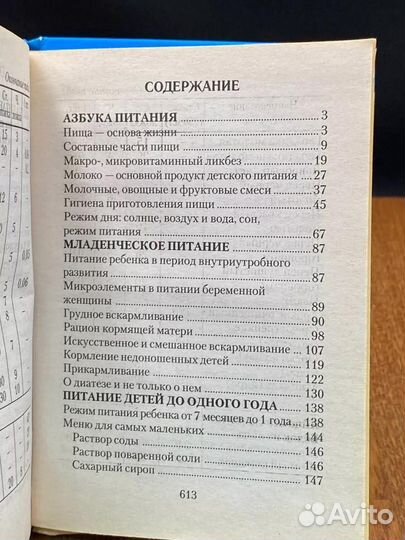 Окончание
СОДЕРЖАНИЕ
АЗБУКА ПИТАНИЯ 3
Пища — основа жизни 3
Составные части пищи 9
Макро-, микровитаминный ликбез 19
Молоко — основной продукт детского питания 27
Молочные, овощные и фруктовые смеси 37
Гигиена приготовления пищи 45
Режим дня: солнце, воздух и вода, сон,
режим питания 67
МЛАДЕНЧЕСКОЕ ПИТАНИЕ 87
Питание ребенка в период внутриутробного
развития 87
Микроэлементы в питании беременной
женщины 89
Грудное вскармливание 90
Рацион кормящей матери 98
Искусственное и смешанное вскармливание 107
Кормление недоношенных детей 119
Прикармливание 122
О диатезе и не только о нем 130
ПИТАНИЕ ДЕТЕЙ ДО ОДНОГО ГОДА 138
Режим питания ребенка от 7 месяцев до 1 года 138
Меню для самых маленьких 144
Раствор соды 146
Раствор поваренной соли 146
Сахарный сироп 147
613
Avito